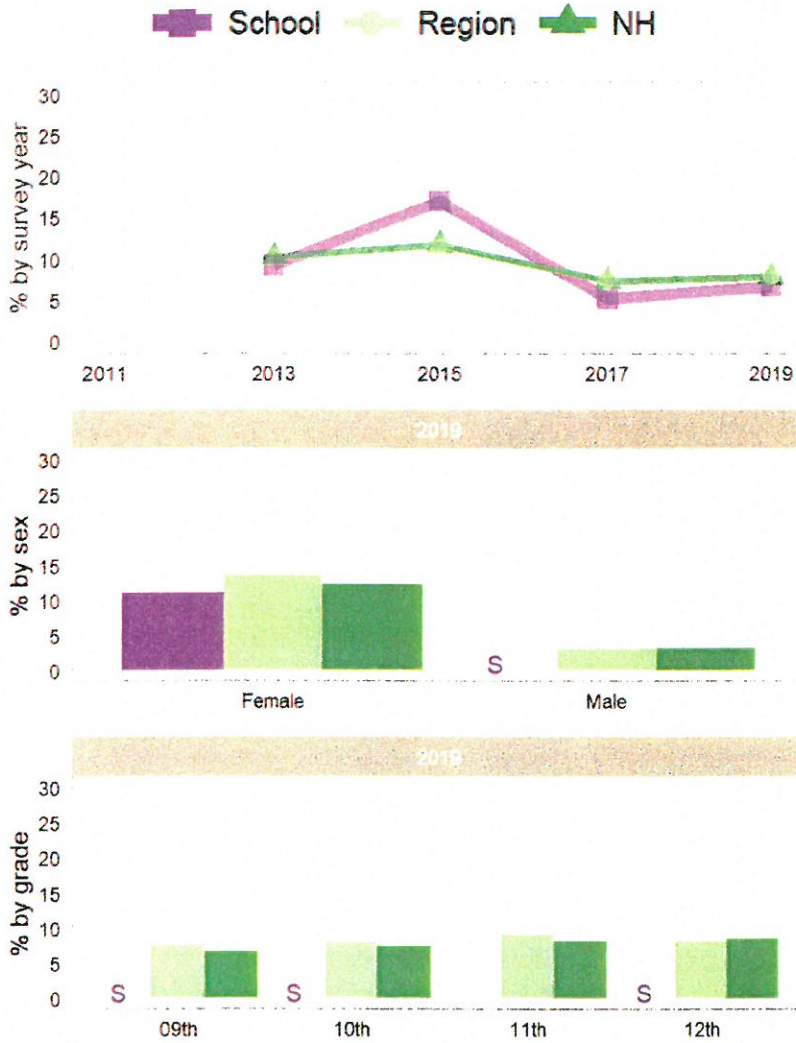 School Region NH
% by survey year
30
25
20
15
10
5
0
2011 2013 2015 2017 2019
2019
% by sex
30
25
20
15
10
5
0
S
Female Male
2019
% by grade
30
25
20
15
10
5
0
S S S
09th 10th 11th 12th